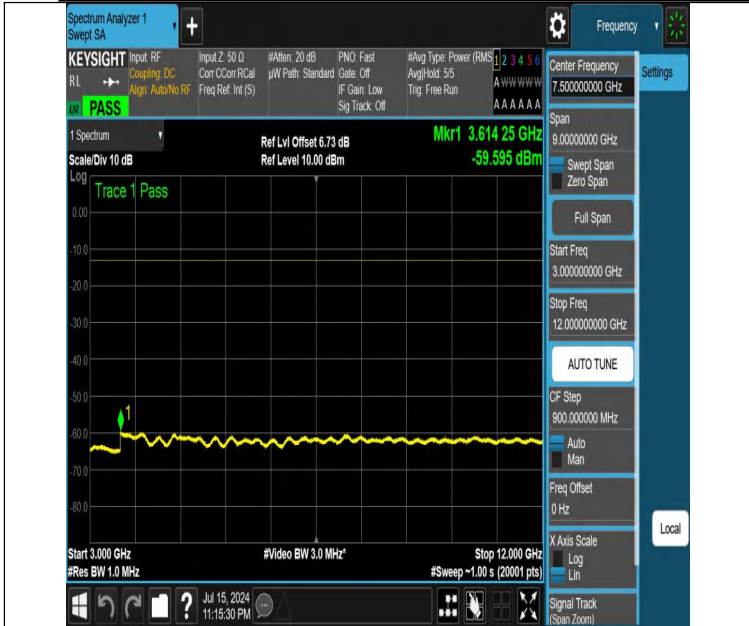 Spectrum Analyzer 1
Swept SA
Frequency
KEYSIGHT
RL
LXI
PASS
Input: RF
Coupling: DC
Align: Auto/No RF
Input Z: 50 Ω
Corr CCorr RCal
Freq Ref: Int (S)
#Atten: 20 dB
µW Path: Standard
PNO: Fast
Gate: Off
IF Gain: Low
Sig Track: Off
#Avg Type: Power (RMS
Avg|Hold: 5/5
Trig: Free Run
1 2 3 4 5 6
A W W W W W
A A A A A A
1 Spectrum
Scale/Div 10 dB
Ref Lvl Offset 6.73 dB
Ref Level 10.00 dBm
Mkr1 3.614 25 GHz
-59.595 dBm
Log
Trace 1 Pass
0.00
-10.0
-20.0
-30.0
-40.0
-50.0
-60.0
-70.0
-80.0
1
Start 3.000 GHz
#Res BW 1.0 MHz
#Video BW 3.0 MHz*
Stop 12.000 GHz
#Sweep ~1.00 s (20001 pts)
Jul 15, 2024
11:15:30 PM
Center Frequency
7.500000000 GHz
Span
9.00000000 GHz
Swept Span
Zero Span
Full Span
Start Freq
3.000000000 GHz
Stop Freq
12.000000000 GHz
AUTO TUNE
CF Step
900.000000 MHz
Auto
Man
Freq Offset
0 Hz
X Axis Scale
Log
Lin
Signal Track
(Span Zoom)
Settings
Local